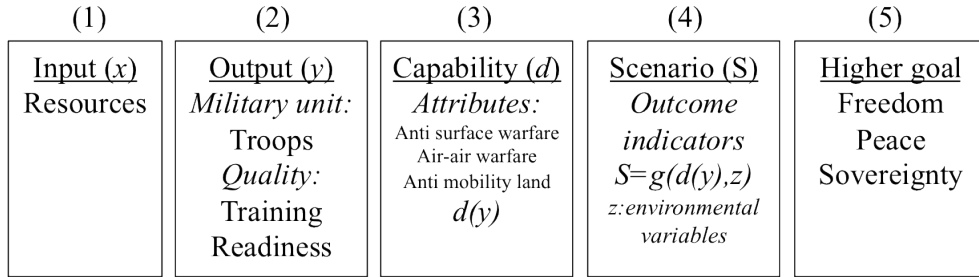 (1)
Input (x)
Resources
(2)
Output (y)
Military unit:
Troops
Quality:
Training
Readiness
(3)
Capability (d)
Attributes:
Anti surface warfare
Air-air warfare
Anti mobility land
d(y)
(4)
Scenario (S)
Outcome
indicators
S=g(d(y),z)
z:environmental
variables
(5)
Higher goal
Freedom
Peace
Sovereignty